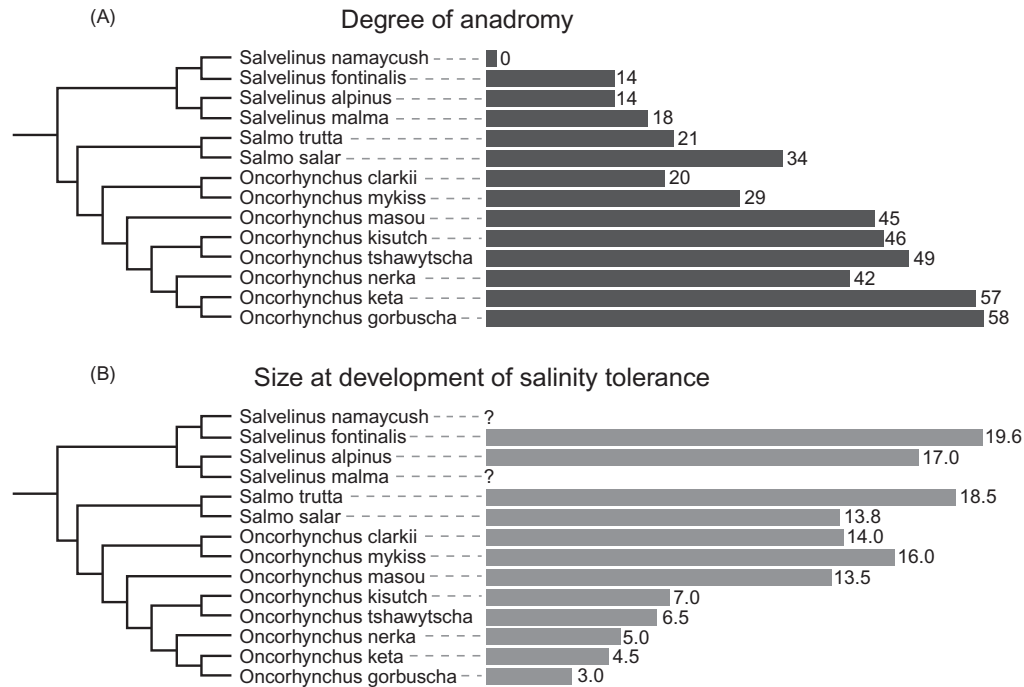 (A) Degree of anadromy
Salvelinus namaycush 0
Salvelinus fontinalis 14
Salvelinus alpinus 14
Salvelinus malma 18
Salmo trutta 21
Salmo salar 34
Oncorhynchus clarkii 20
Oncorhynchus mykiss 29
Oncorhynchus masou 45
Oncorhynchus kisutch 46
Oncorhynchus tshawytscha 49
Oncorhynchus nerka 42
Oncorhynchus keta 57
Oncorhynchus gorbuscha 58
(B) Size at development of salinity tolerance
Salvelinus namaycush ?
Salvelinus fontinalis 19.6
Salvelinus alpinus 17.0
Salvelinus malma ?
Salmo trutta 18.5
Salmo salar 13.8
Oncorhynchus clarkii 14.0
Oncorhynchus mykiss 16.0
Oncorhynchus masou 13.5
Oncorhynchus kisutch 7.0
Oncorhynchus tshawytscha 6.5
Oncorhynchus nerka 5.0
Oncorhynchus keta 4.5
Oncorhynchus gorbuscha 3.0